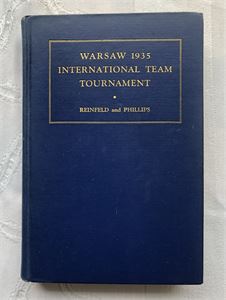 WARSAW 1935
INTERNATIONAL TEAM
TOURNAMENT
REINFELD and PHILLIPS